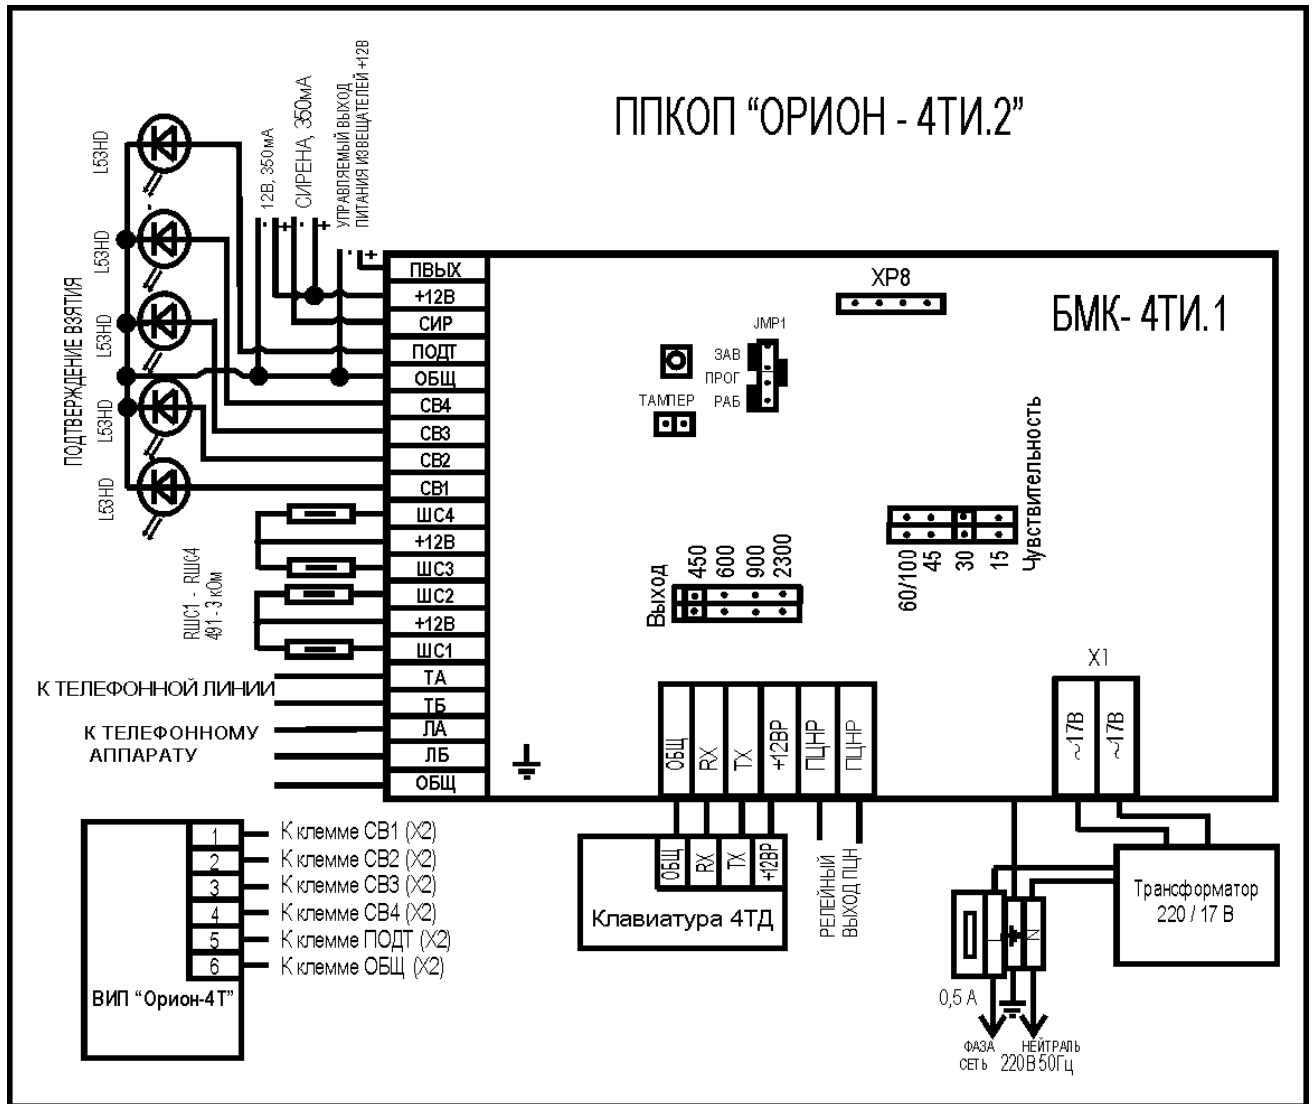 ППКОП “ОРИОН - 4ТИ.2”
- 12В, 350мА +
- СИРЕНА, 350мА +
УПРАВЛЯЕМЫЙ ВЫХОД
ПИТАНИЯ ИЗВЕЩАТЕЛЕЙ +12В
- +
L53HD
L53HD
L53HD
L53HD
L53HD
ПОДТВЕРЖДЕНИЕ ВЗЯТИЯ
ПВЫХ
+12В
СИР
ПОДТ
ОБЩ
СВ4
СВ3
СВ2
СВ1
ШС4
+12В
ШС3
ШС2
+12В
ШС1
ТА
ТБ
ЛА
ЛБ
ОБЩ
RШС1 - RШС4
491 - 3 кОм
К ТЕЛЕФОННОЙ ЛИНИИ
К ТЕЛЕФОННОМУ
АППАРАТУ
БМК- 4ТИ.1
ХР8
JMP1
ЗАВ
ПРОГ
РАБ
ТАМПЕР
Выход
450
600
900
2300
60/100
45
30
15
Чувствительность
X1
~17В
~17В
ОБЩ
RX
TX
+12ВР
ПЦНР
ПЦНР
ОБЩ
RX
TX
+12ВР
Клавиатура 4ТД
РЕЛЕЙНЫЙ
ВЫХОД ПЦН
Трансформатор
220 / 17 В
L
N
0,5 А
ФАЗА НЕЙТРАЛЬ
СЕТЬ 220В 50Гц
1 К клемме СВ1 (X2)
2 К клемме СВ2 (X2)
3 К клемме СВ3 (X2)
4 К клемме СВ4 (X2)
5 К клемме ПОДТ (X2)
6 К клемме ОБЩ (X2)
ВИП “Орион-4Т”